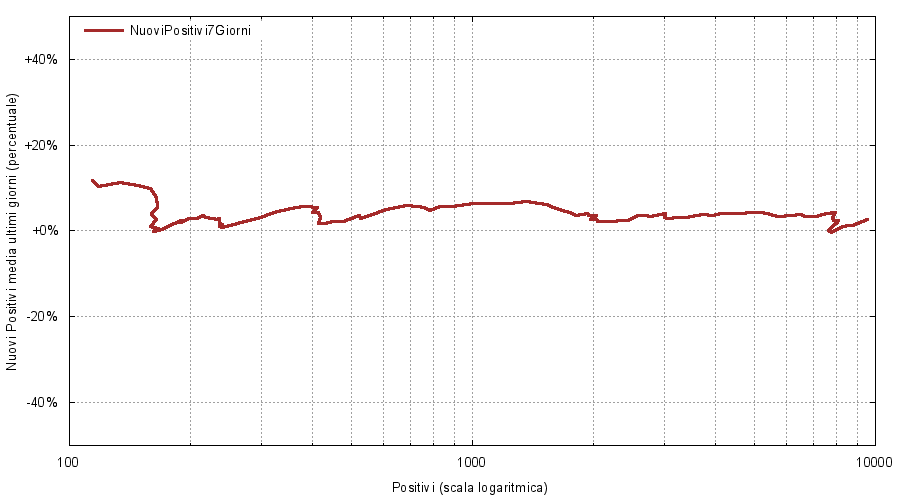 NuoviPositivi7Giorni
+40%
+20%
+0%
-20%
-40%
Nuovi Positivi media ultimi giorni (percentuale)
100
1000
10000
Positivi (scala logaritmica)